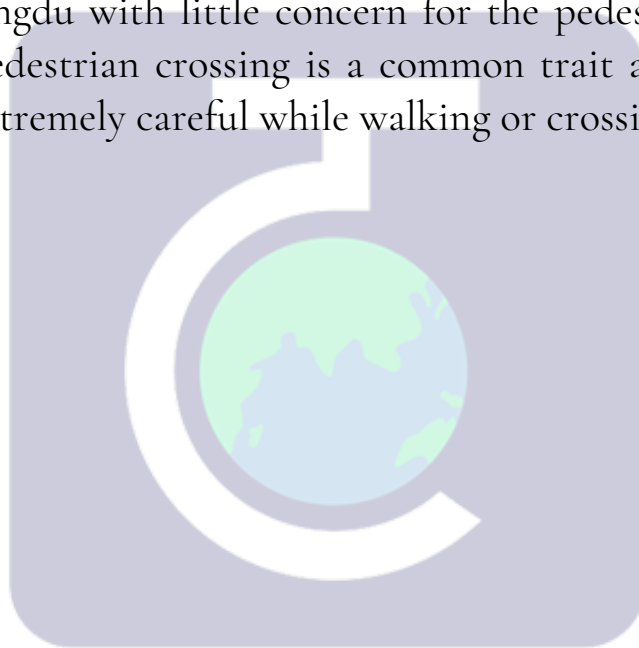 ngdu with little concern for the pedes
edestrian crossing is a common trait a
tremely careful while walking or crossi